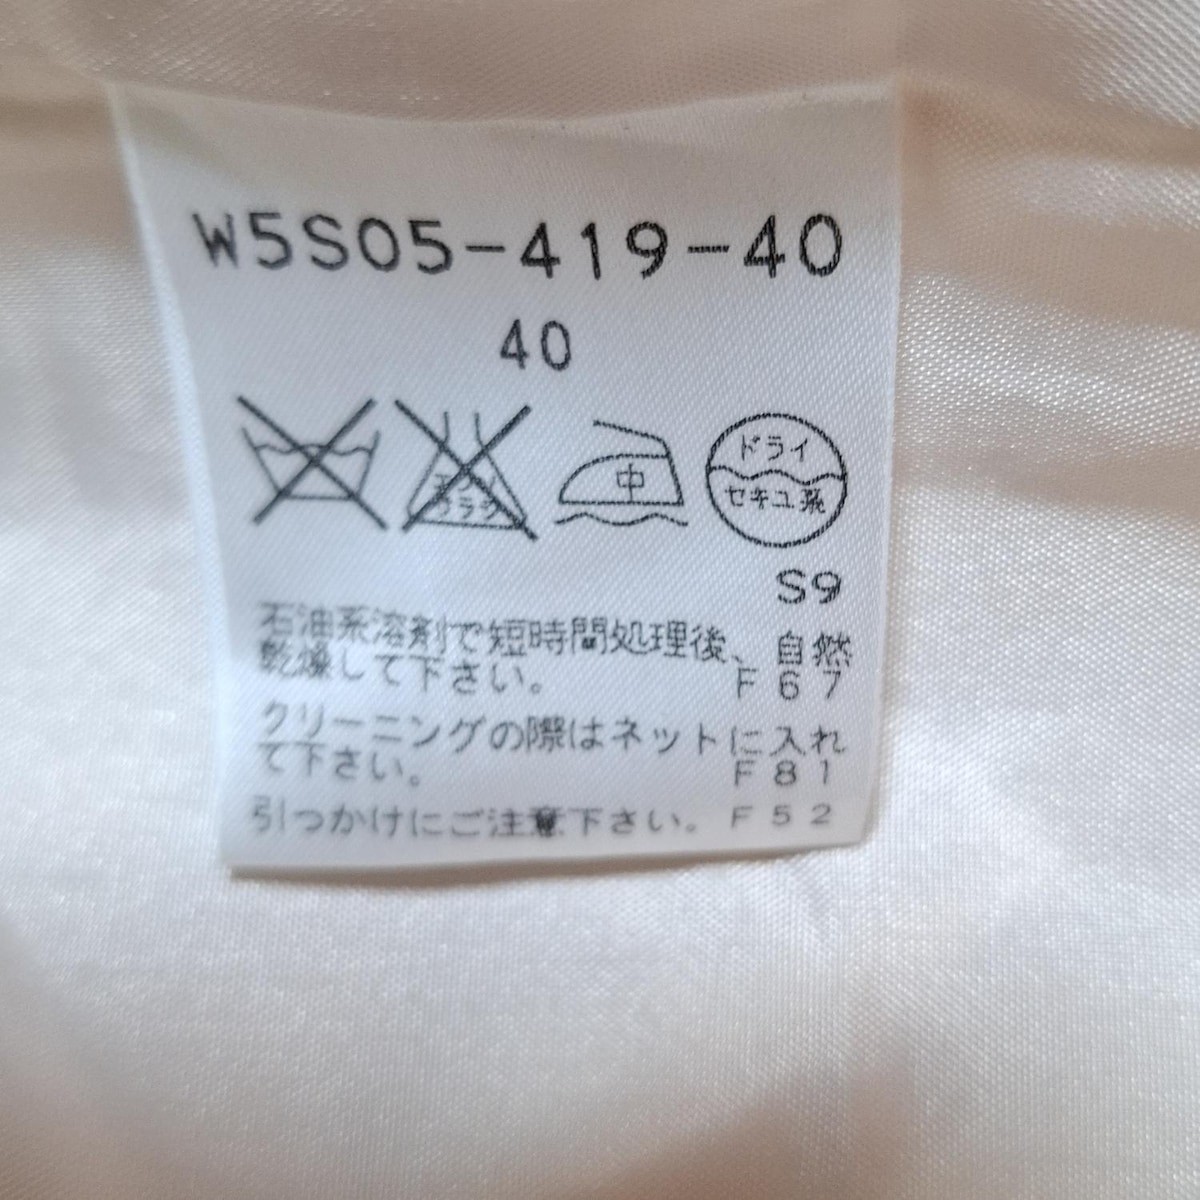 W5S05-419-40
40
エンソ
サラシ
中
ドライ
セキユ系
S9
石油系溶剤で短時間処理後、自然
乾燥して下さい。 F67
クリーニングの際はネットに入れ
て下さい。 F81
引つかけにご注意下さい。F52